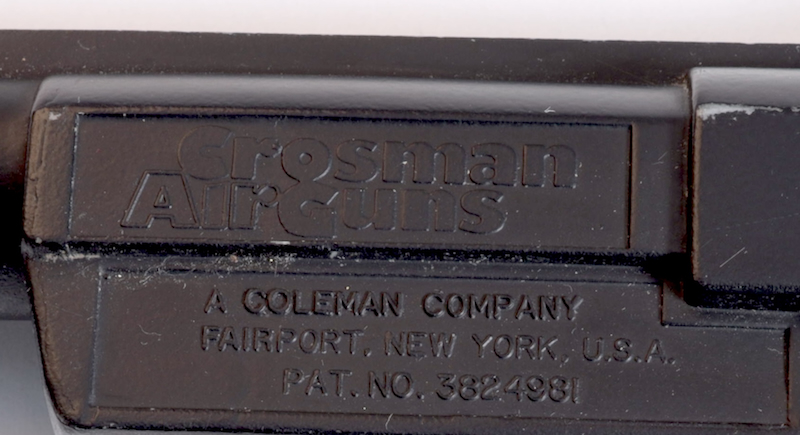 Crosman
AirGuns
A COLEMAN COMPANY
FAIRPORT, NEW YORK, U.S.A.
PAT. NO. 3824981